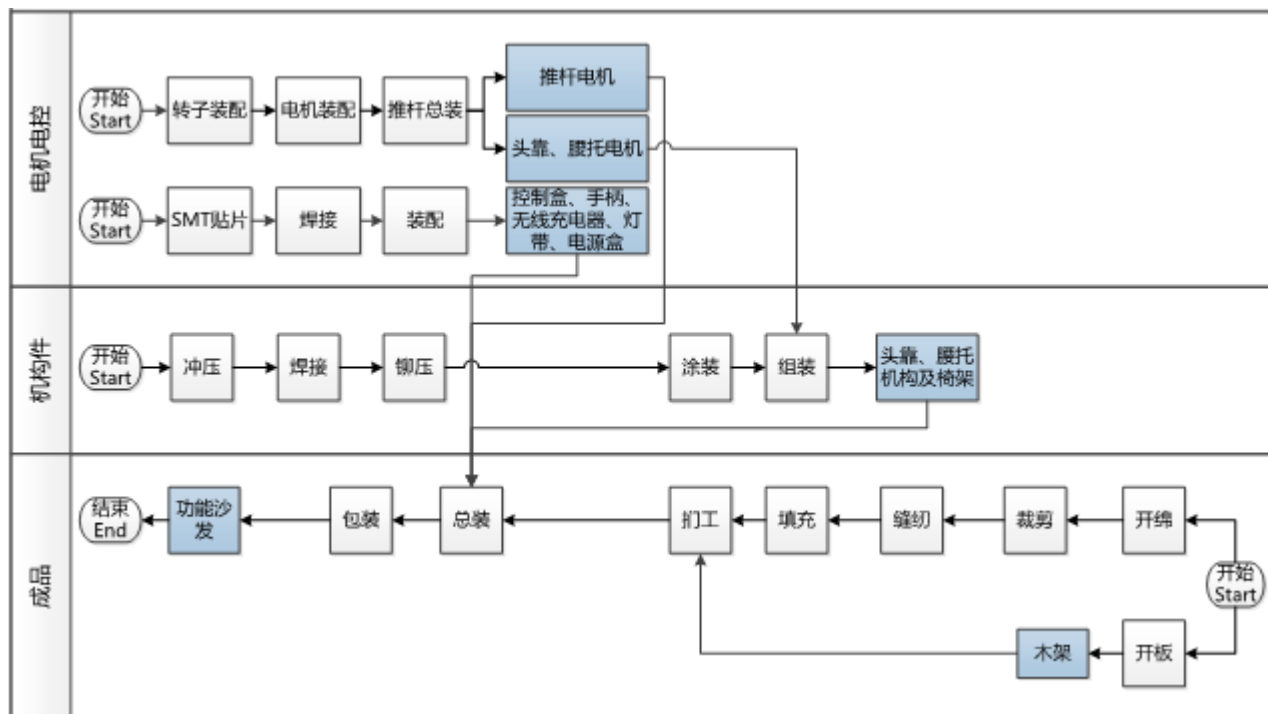 电机电控
开始
Start
转子装配
电机装配
推杆总装
推杆电机
头靠、腰托电机
开始
Start
SMT贴片
焊接
装配
控制盒、手柄、
无线充电器、灯
带、电源盒
机构件
开始
Start
冲压
焊接
铆压
涂装
组装
头靠、腰托
机构及椅架
成品
结束
End
功能沙
发
包装
总装
扪工
填充
缝纫
裁剪
开绵
开始
Start
木架
开板